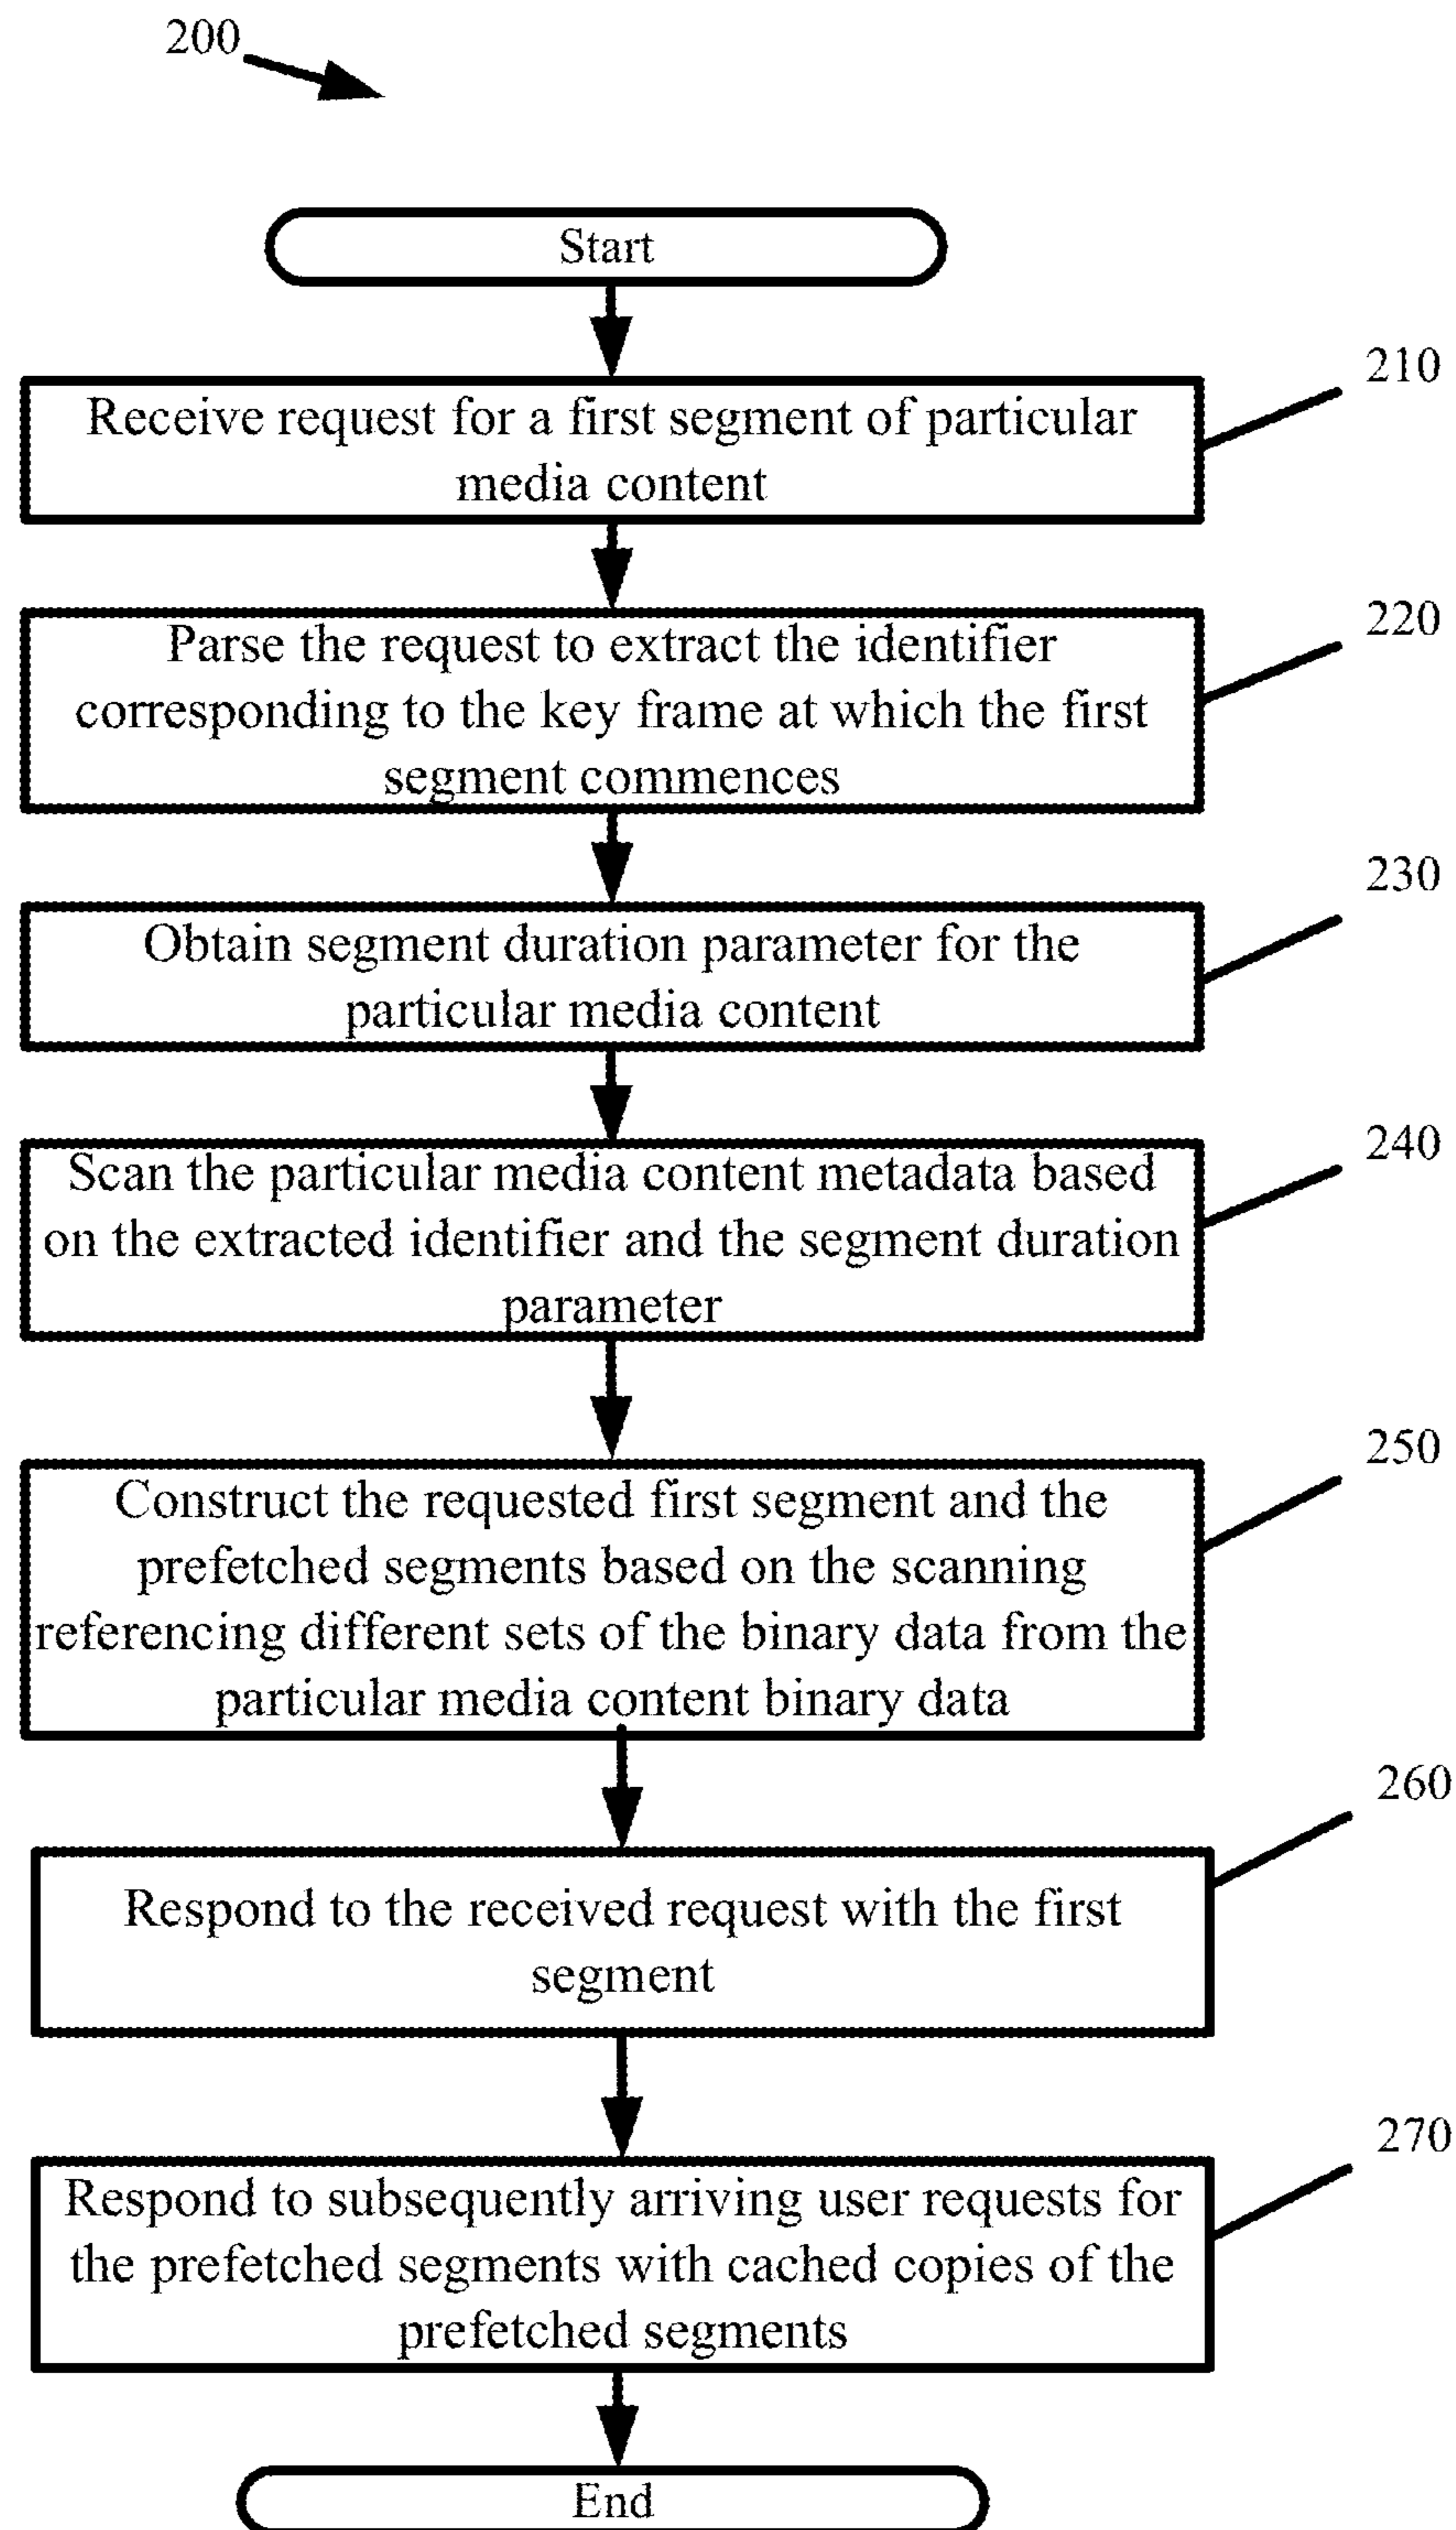 200
Start
210
Receive request for a first segment of particular
media content
220
Parse the request to extract the identifier
corresponding to the key frame at which the first
segment commences
230
Obtain segment duration parameter for the
particular media content
240
Scan the particular media content metadata based
on the extracted identifier and the segment duration
parameter
250
Construct the requested first segment and the
prefetched segments based on the scanning
referencing different sets of the binary data from the
particular media content binary data
260
Respond to the received request with the first
segment
270
Respond to subsequently arriving user requests for
the prefetched segments with cached copies of the
prefetched segments
End